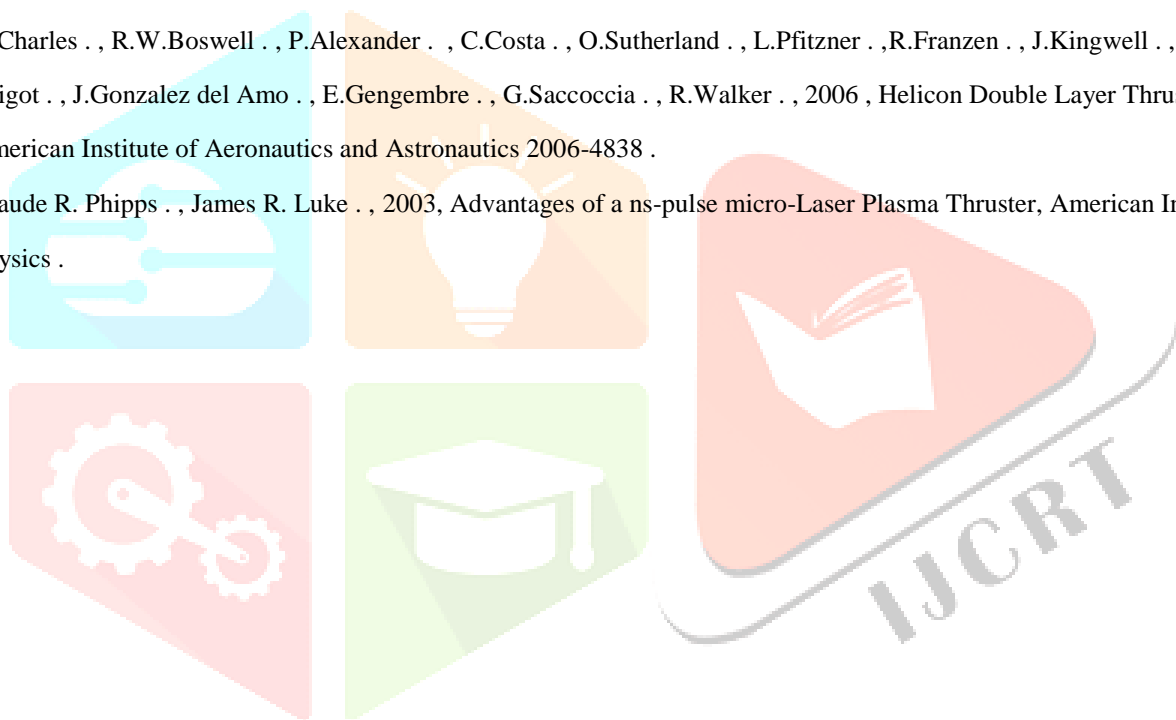 Charles . , R.W.Boswell . , P.Alexander . , C.Costa . , O.Sutherland . , L.Pfitzner . ,R.Franzen . , J.Kingwell . ,
igot . , J.Gonzalez del Amo . , E.Gengembre . , G.Saccoccia . , R.Walker . , 2006 , Helicon Double Layer Thru
merican Institute of Aeronautics and Astronautics 2006-4838 .
aude R. Phipps . , James R. Luke . , 2003, Advantages of a ns-pulse micro-Laser Plasma Thruster, American In
ysics .
IJCRT